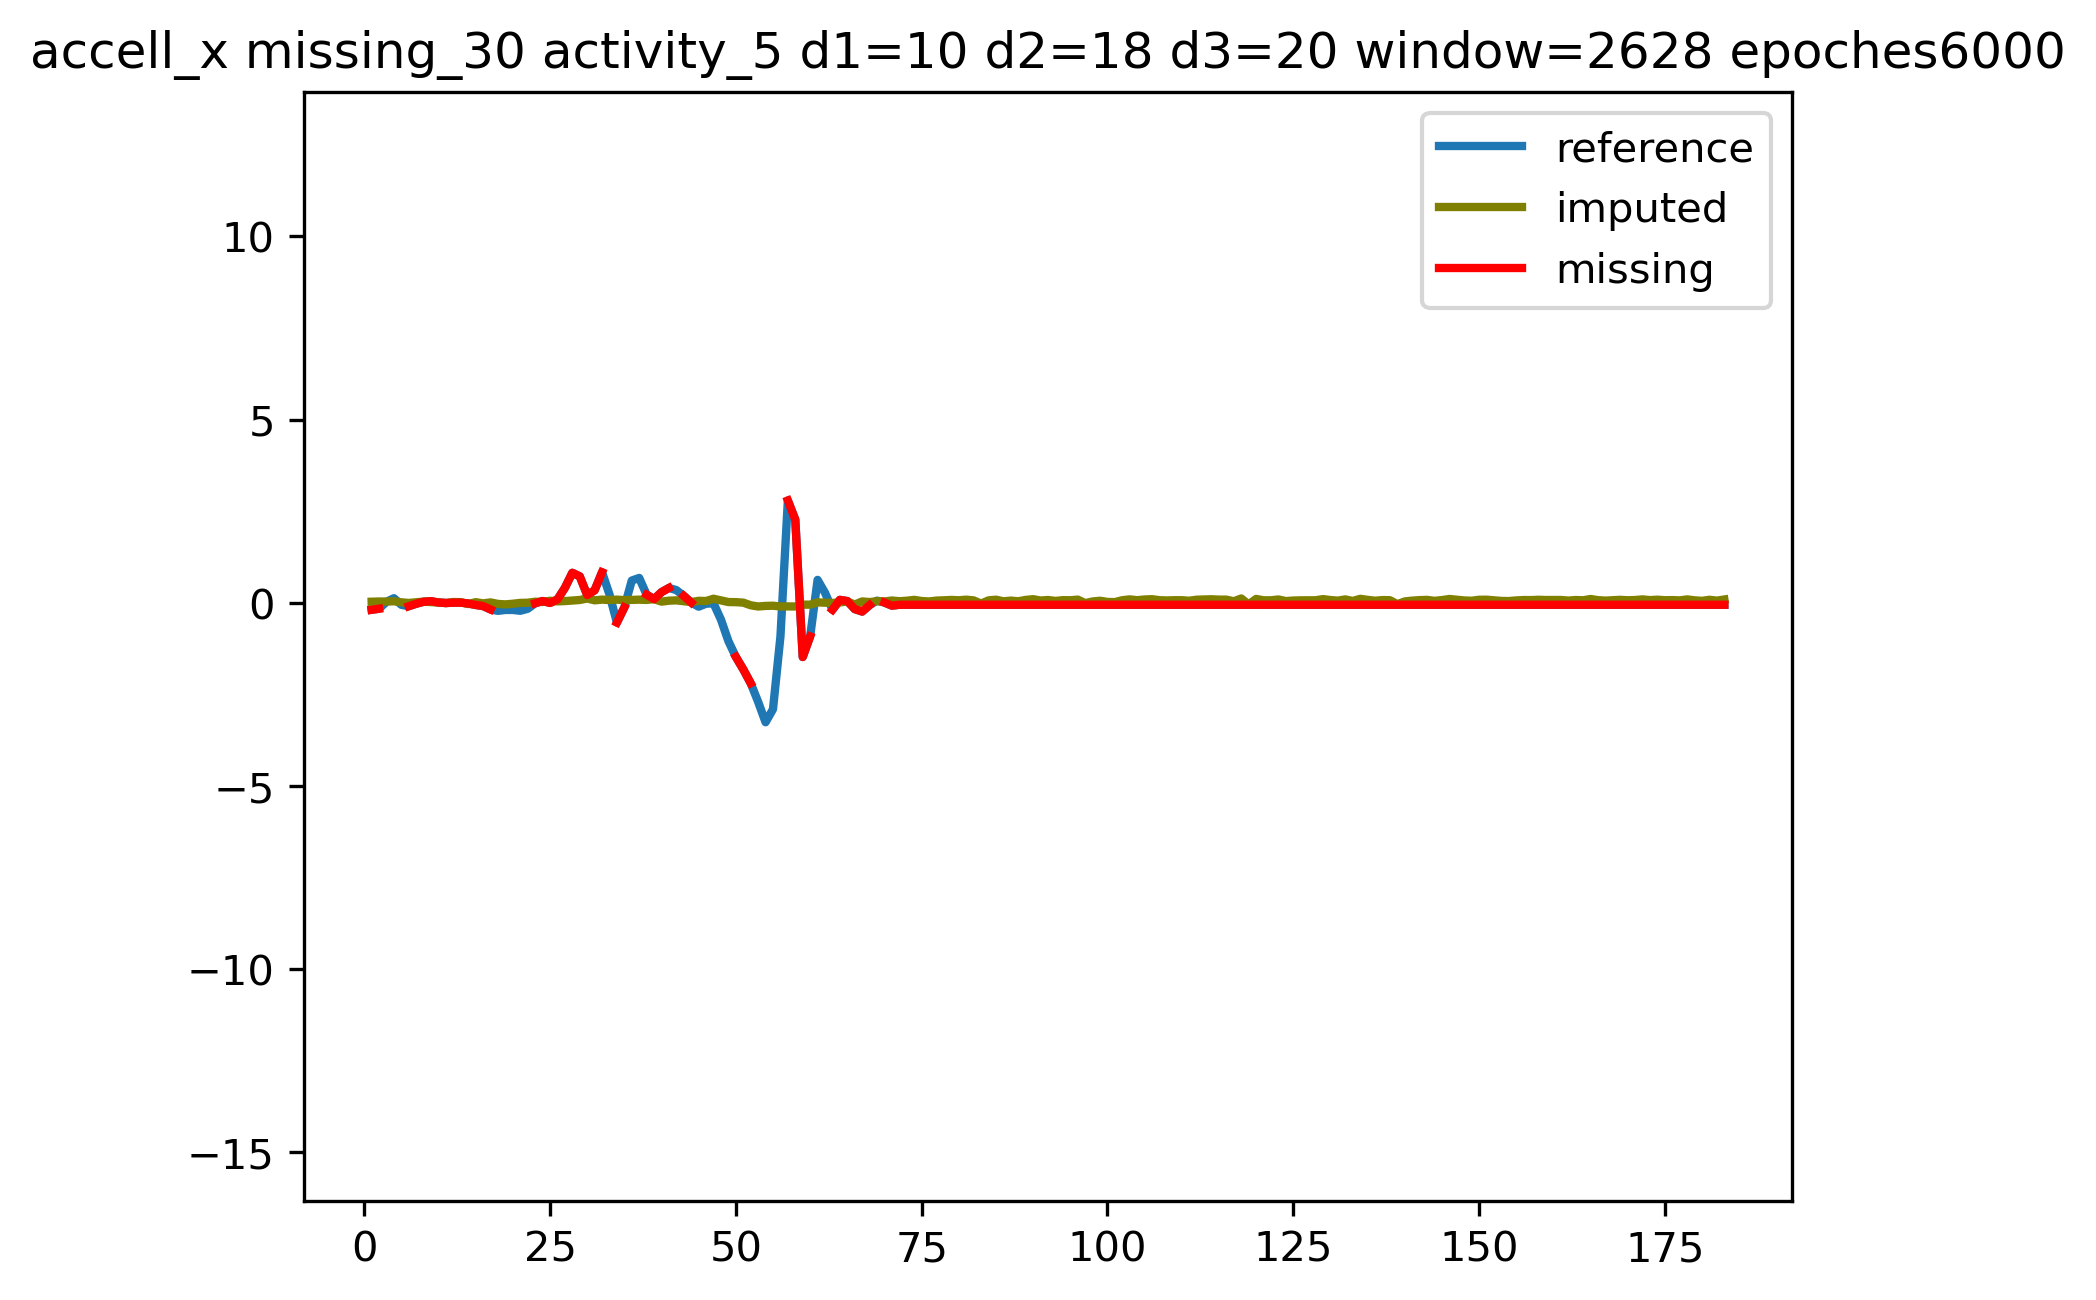 accell_x missing_30 activity_5 d1=10 d2=18 d3=20 window=2628 epoches6000
reference
imputed
missing
10
5
0
−5
−10
−15
0 25 50 75 100 125 150 175